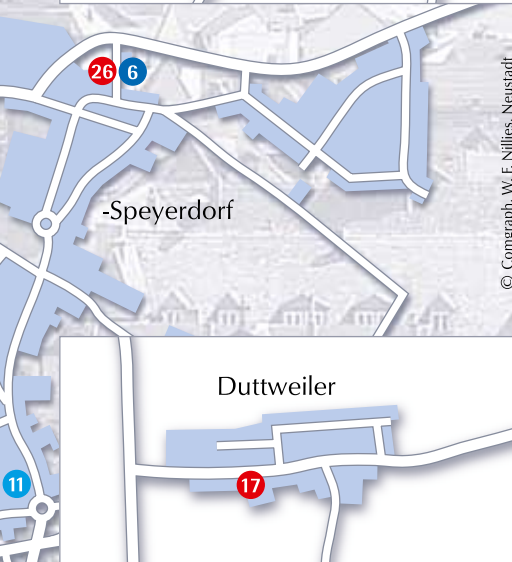 26 6
-Speyerdorf
Duttweiler
11
17
© Comgraph, W. F. Nillies, Neustadt